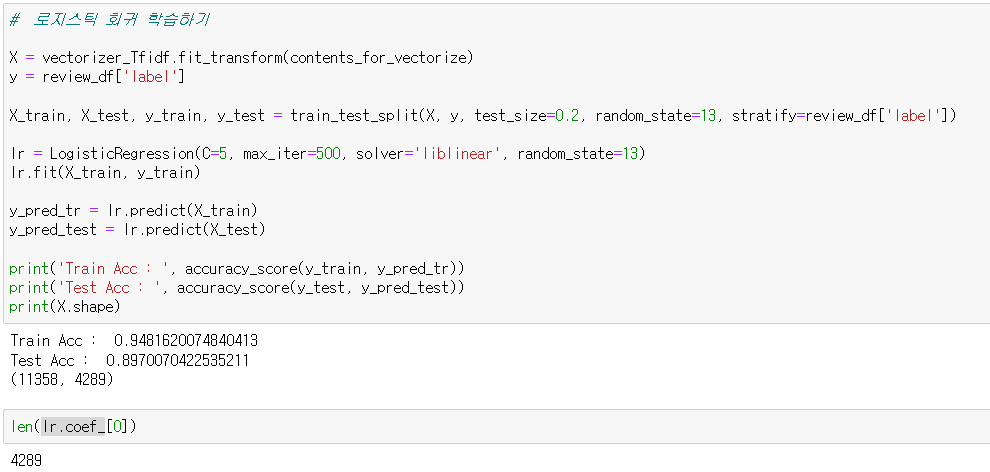 # 로지스틱 회귀 학습하기
X = vectorizer_Tfidf.fit_transform(contents_for_vectorize)
y = review_df['label']
X_train, X_test, y_train, y_test = train_test_split(X, y, test_size=0.2, random_state=13, stratify=review_df['label'])
lr = LogisticRegression(C=5, max_iter=500, solver='liblinear', random_state=13)
lr.fit(X_train, y_train)
y_pred_tr = lr.predict(X_train)
y_pred_test = lr.predict(X_test)
print('Train Acc : ', accuracy_score(y_train, y_pred_tr))
print('Test Acc : ', accuracy_score(y_test, y_pred_test))
print(X.shape)
Train Acc :  0.9481620074840413
Test Acc :  0.8970070422535211
(11358, 4289)
len(lr.coef_[0])
4289